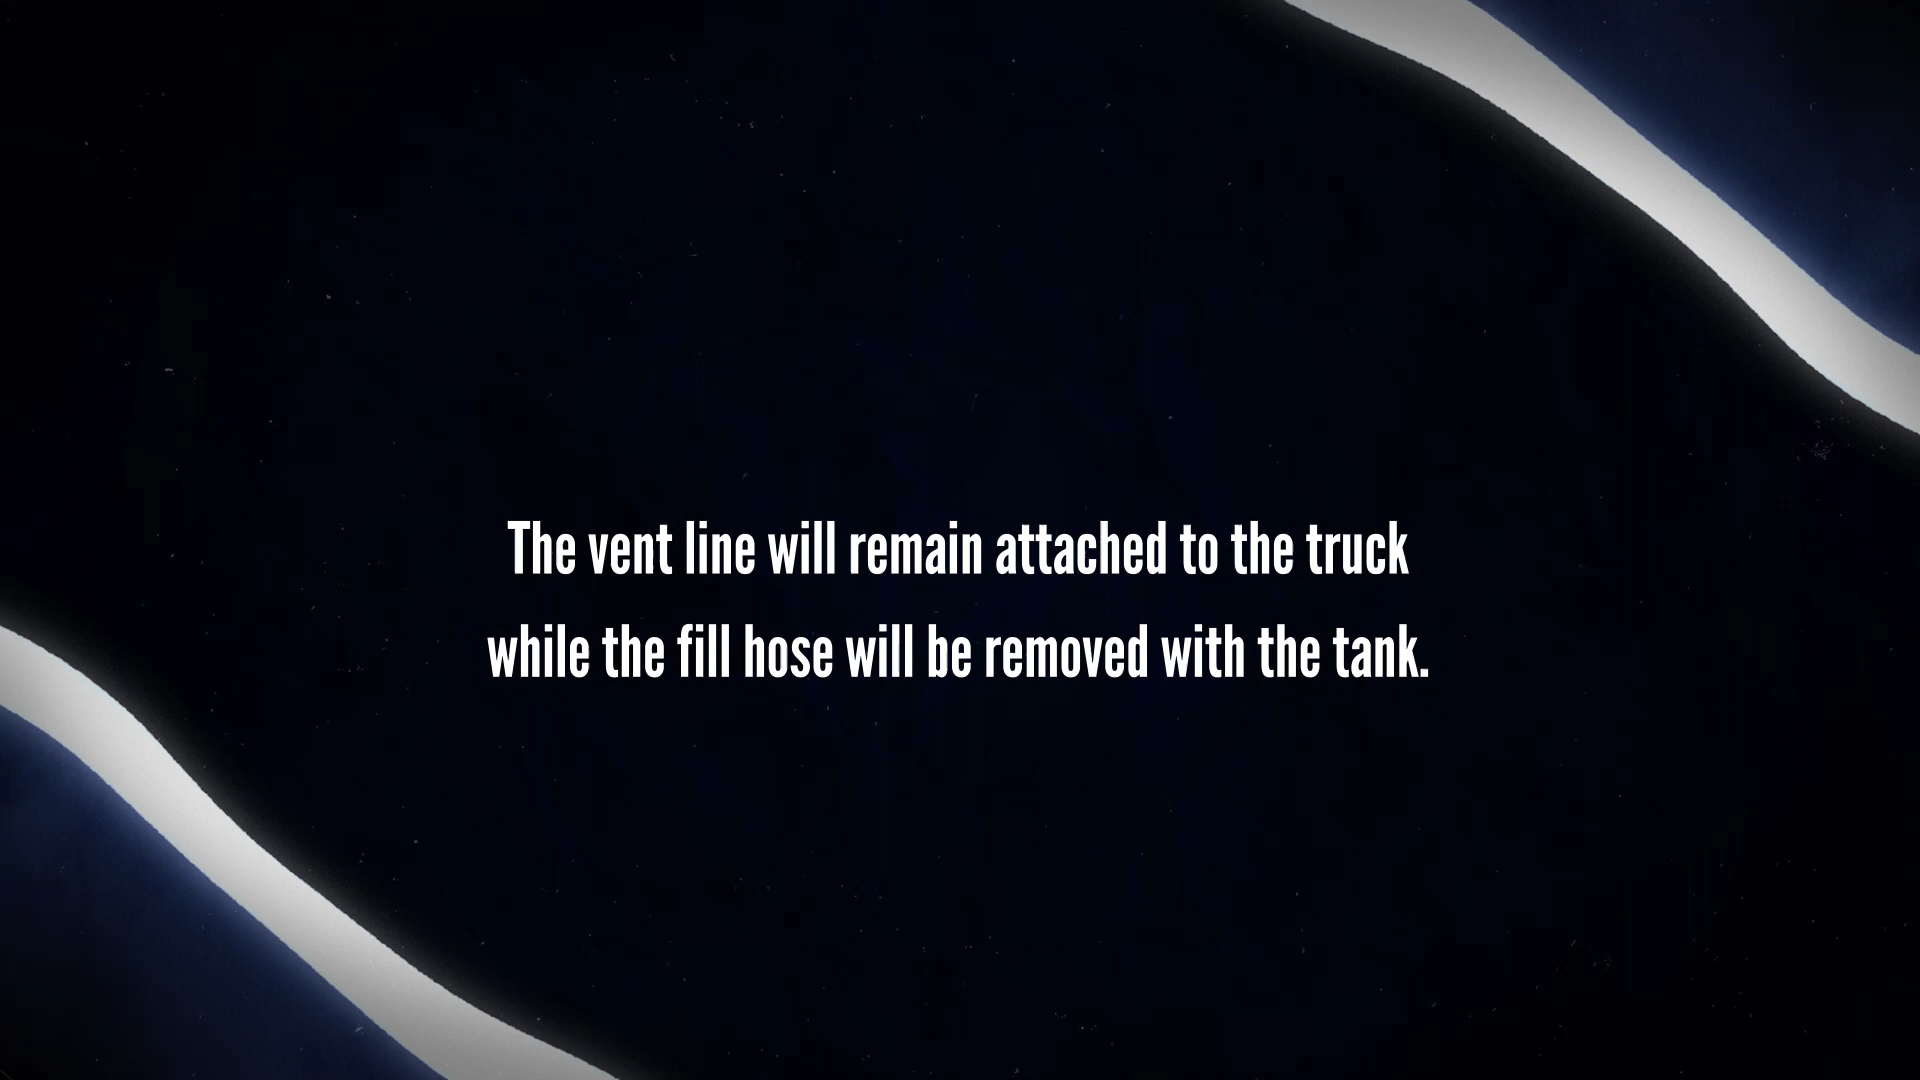 The vent line will remain attached to the truck
while the fill hose will be removed with the tank.